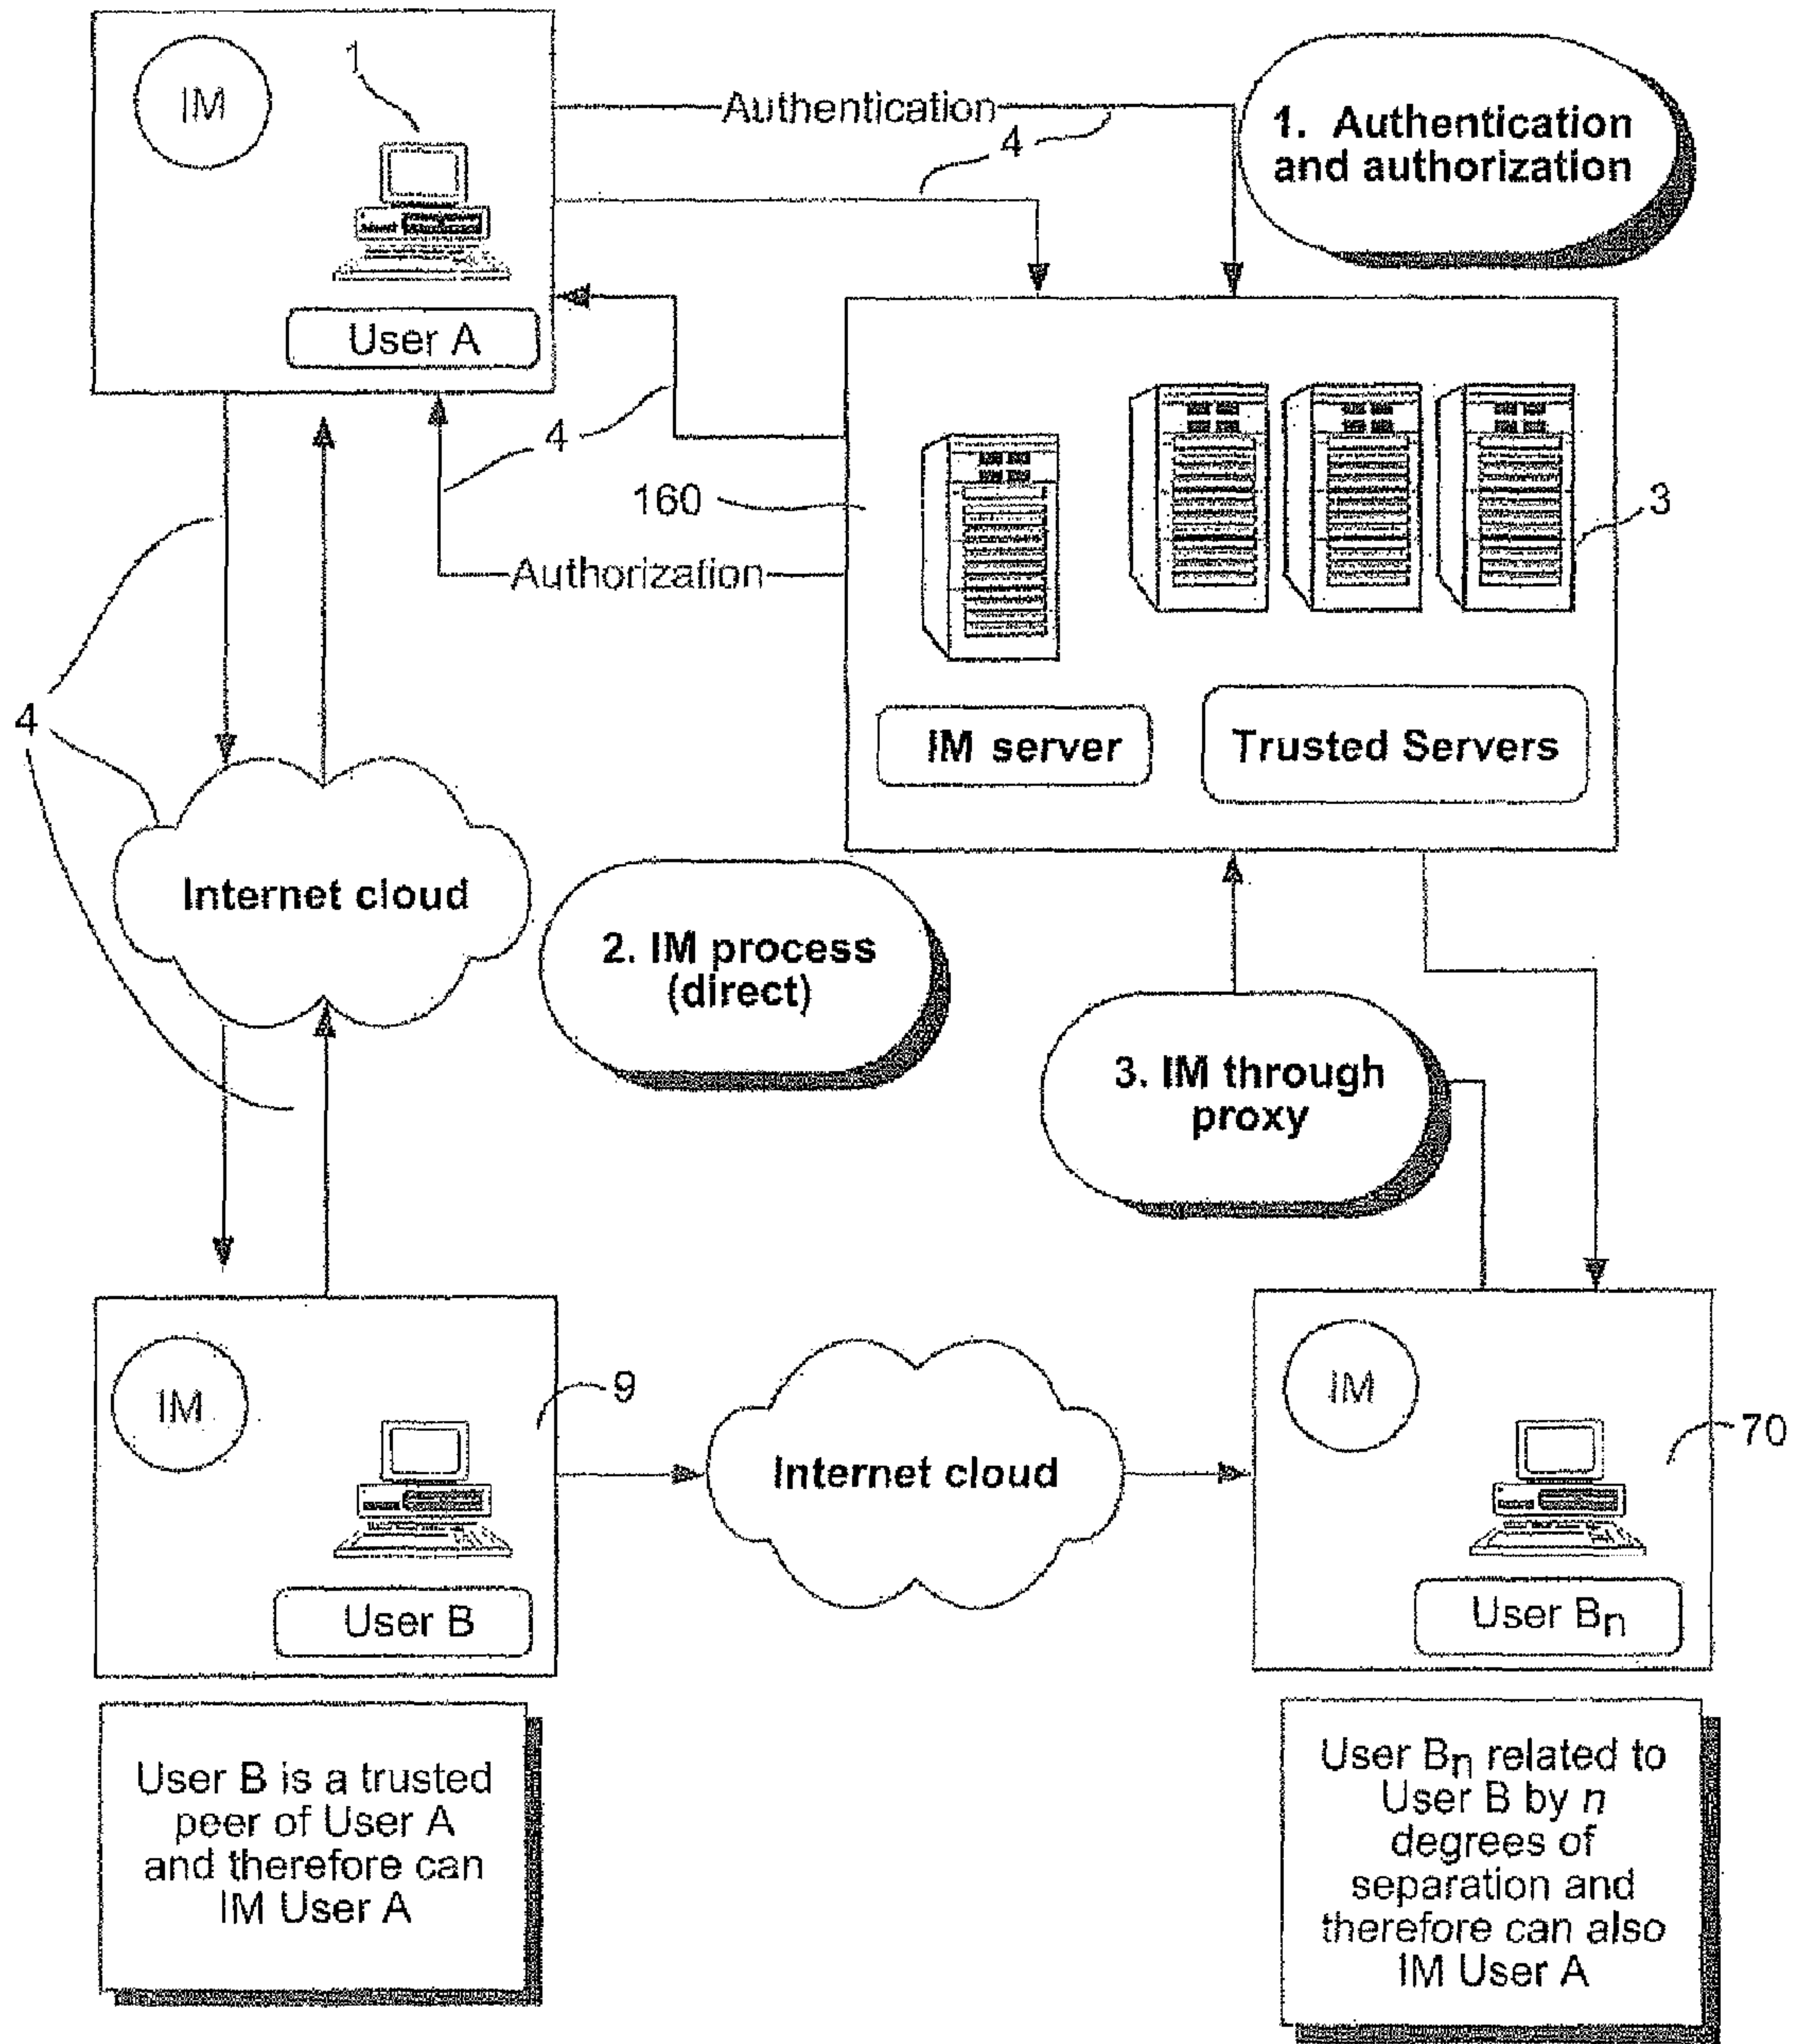 IM
1
User A
Authentication
4
1. Authentication
and authorization
4
Authorization
160
3
IM server
Trusted Servers
4
Internet cloud
2. IM process
(direct)
3. IM through
proxy
IM
9
User B
Internet cloud
IM
70
User Bn
User B is a trusted
peer of User A
and therefore can
IM User A
User Bn related to
User B by n
degrees of
separation and
therefore can also
IM User A